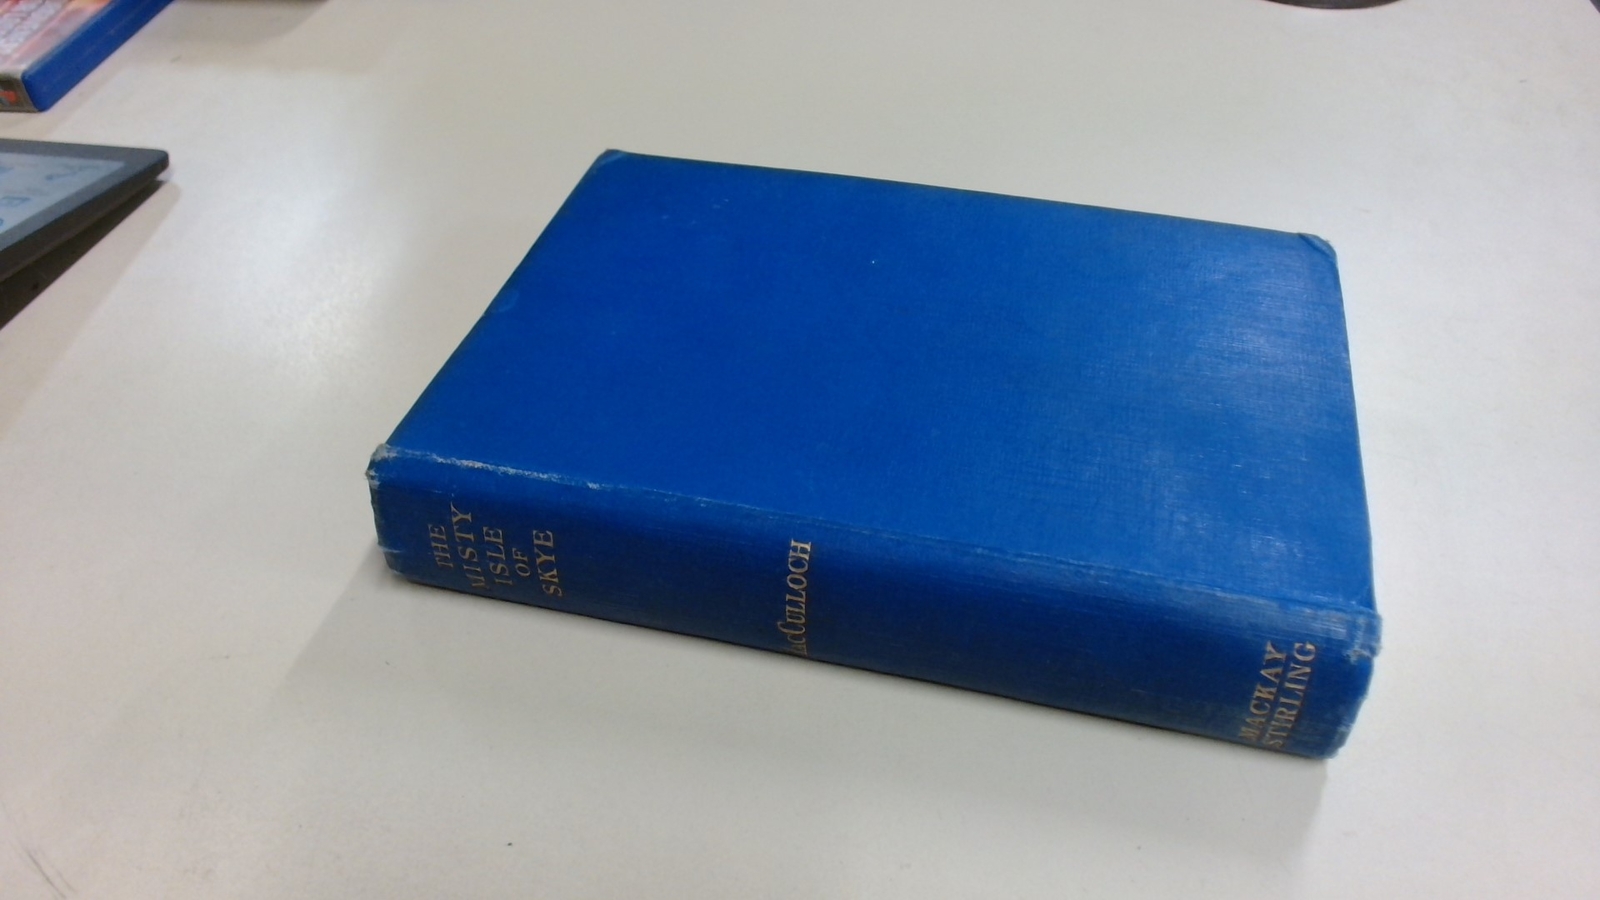 THE
MISTY
ISLE
OF
SKYE
MACCULLOCH
MACKAY
STIRLING